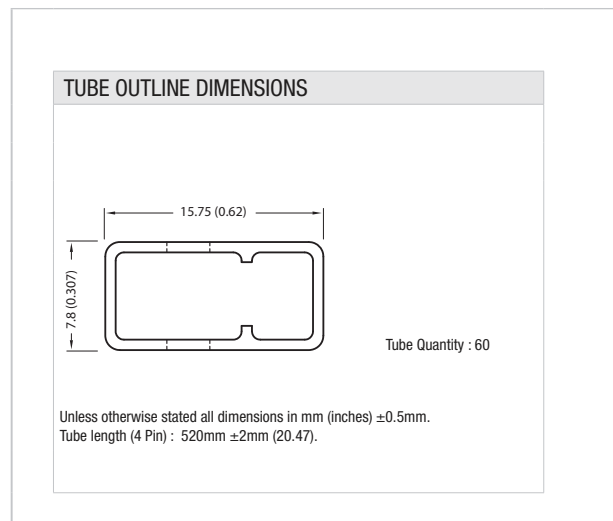 TUBE OUTLINE DIMENSIONS
15.75 (0.62)
7.8 (0.307)
Tube Quantity : 60
Unless otherwise stated all dimensions in mm (inches) ±0.5mm.
Tube length (4 Pin) : 520mm ±2mm (20.47).